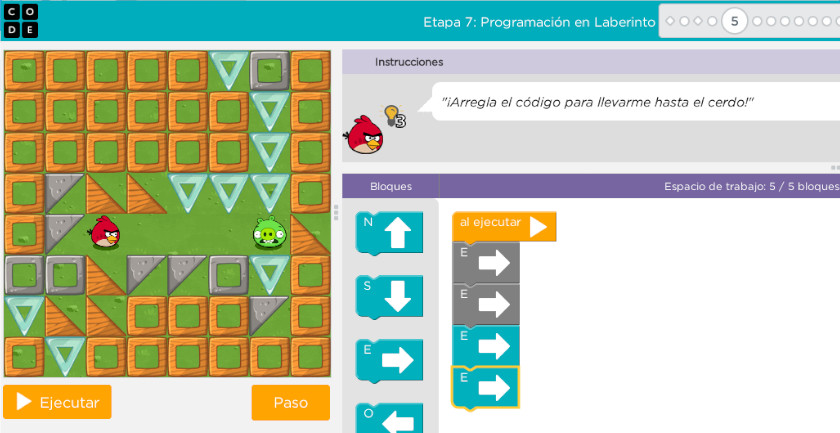 C O
D E
Etapa 7: Programación en Laberinto
5
Instrucciones
"¡Arregla el código para llevarme hasta el cerdo!"
3
Bloques
Espacio de trabajo: 5 / 5 bloques
N
S
E
O
al ejecutar
E
E
E
E
Ejecutar
Paso